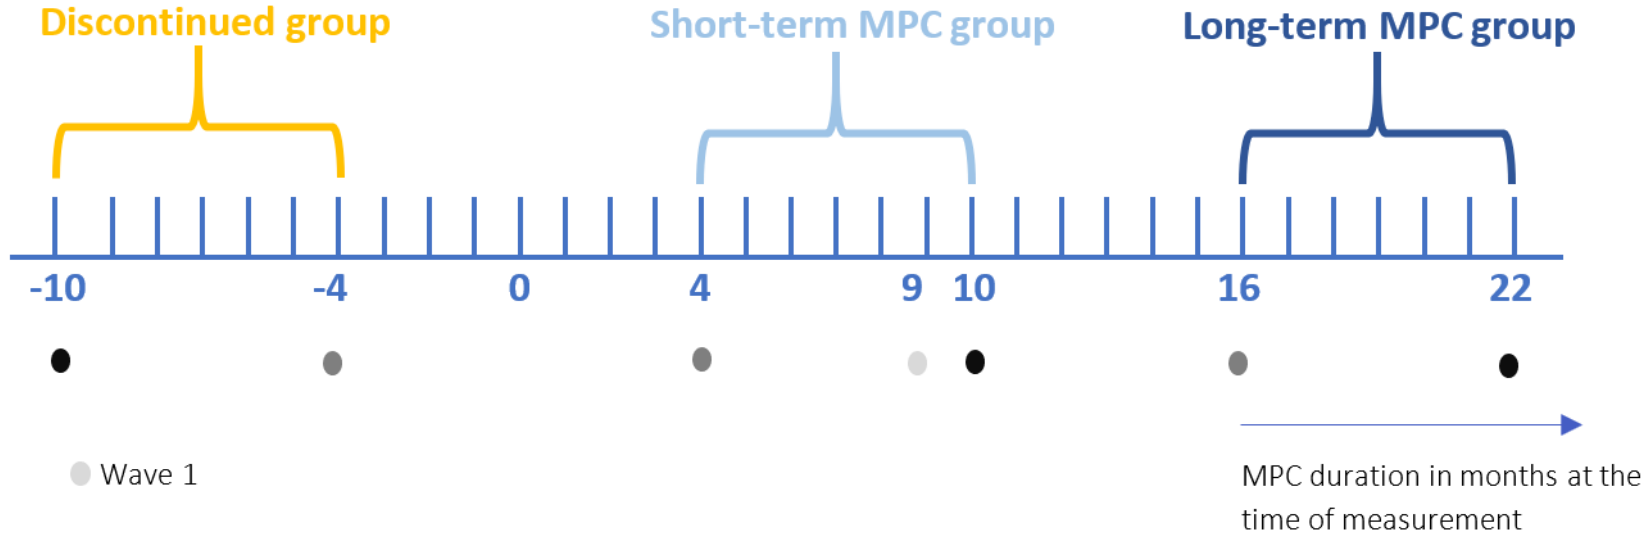 Discontinued group
Short-term MPC group
Long-term MPC group
-10
-4
0
4
9
10
16
22
Wave 1
MPC duration in months at the
time of measurement